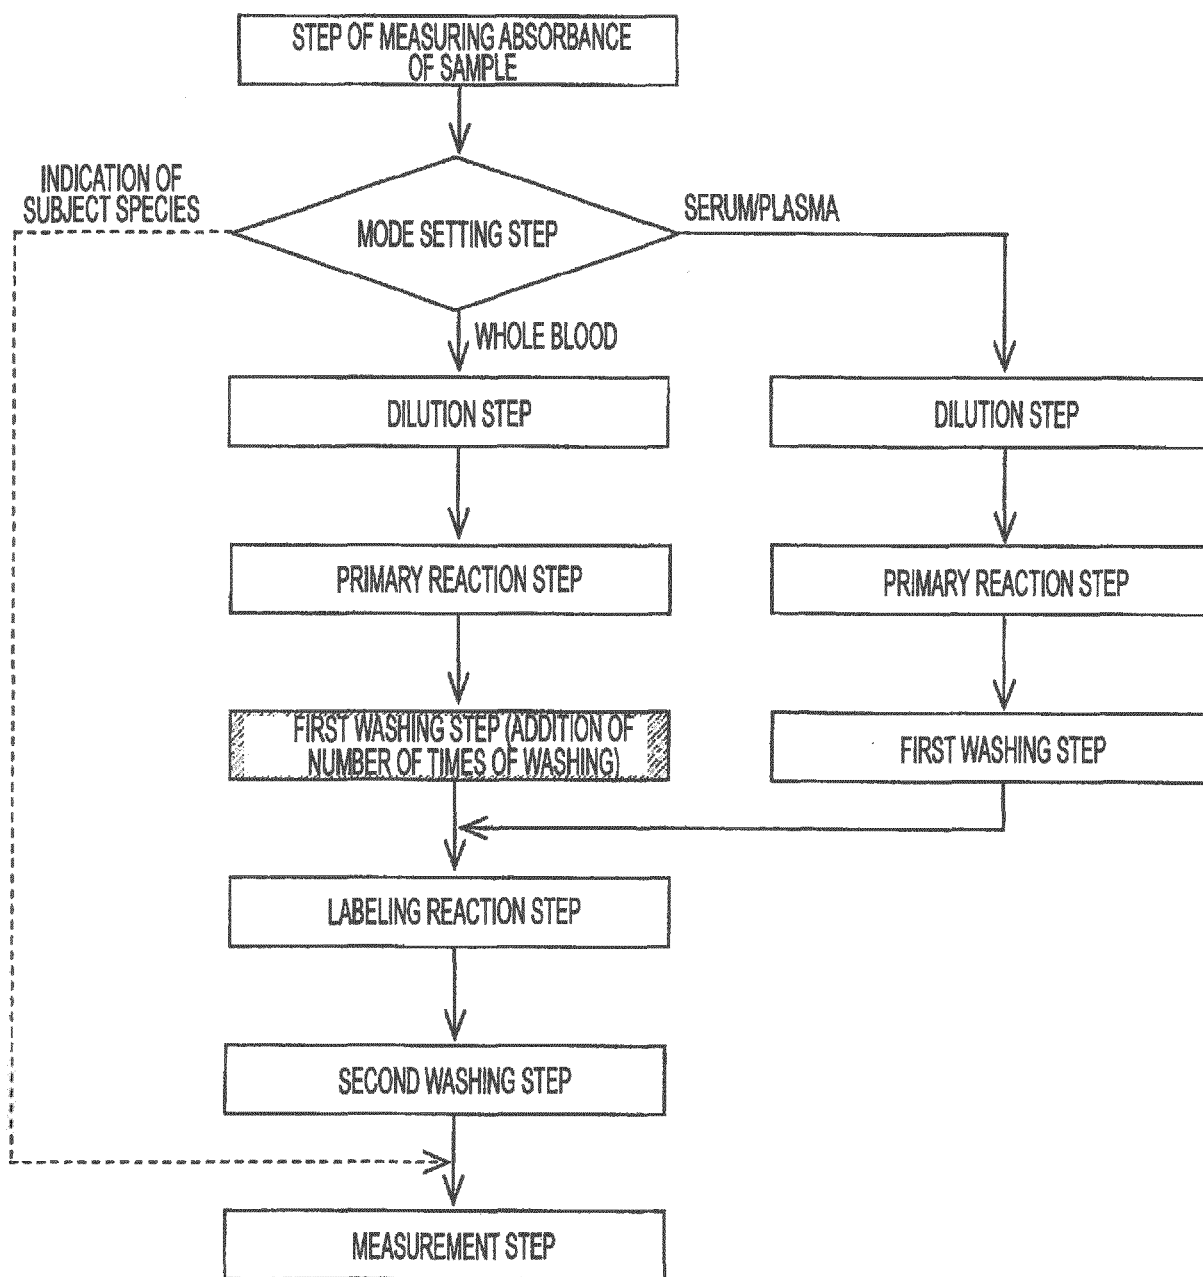 STEP OF MEASURING ABSORBANCE
OF SAMPLE
INDICATION OF
SUBJECT SPECIES
MODE SETTING STEP
SERUM/PLASMA
WHOLE BLOOD
DILUTION STEP
DILUTION STEP
PRIMARY REACTION STEP
PRIMARY REACTION STEP
FIRST WASHING STEP (ADDITION OF
NUMBER OF TIMES OF WASHING)
FIRST WASHING STEP
LABELING REACTION STEP
SECOND WASHING STEP
MEASUREMENT STEP